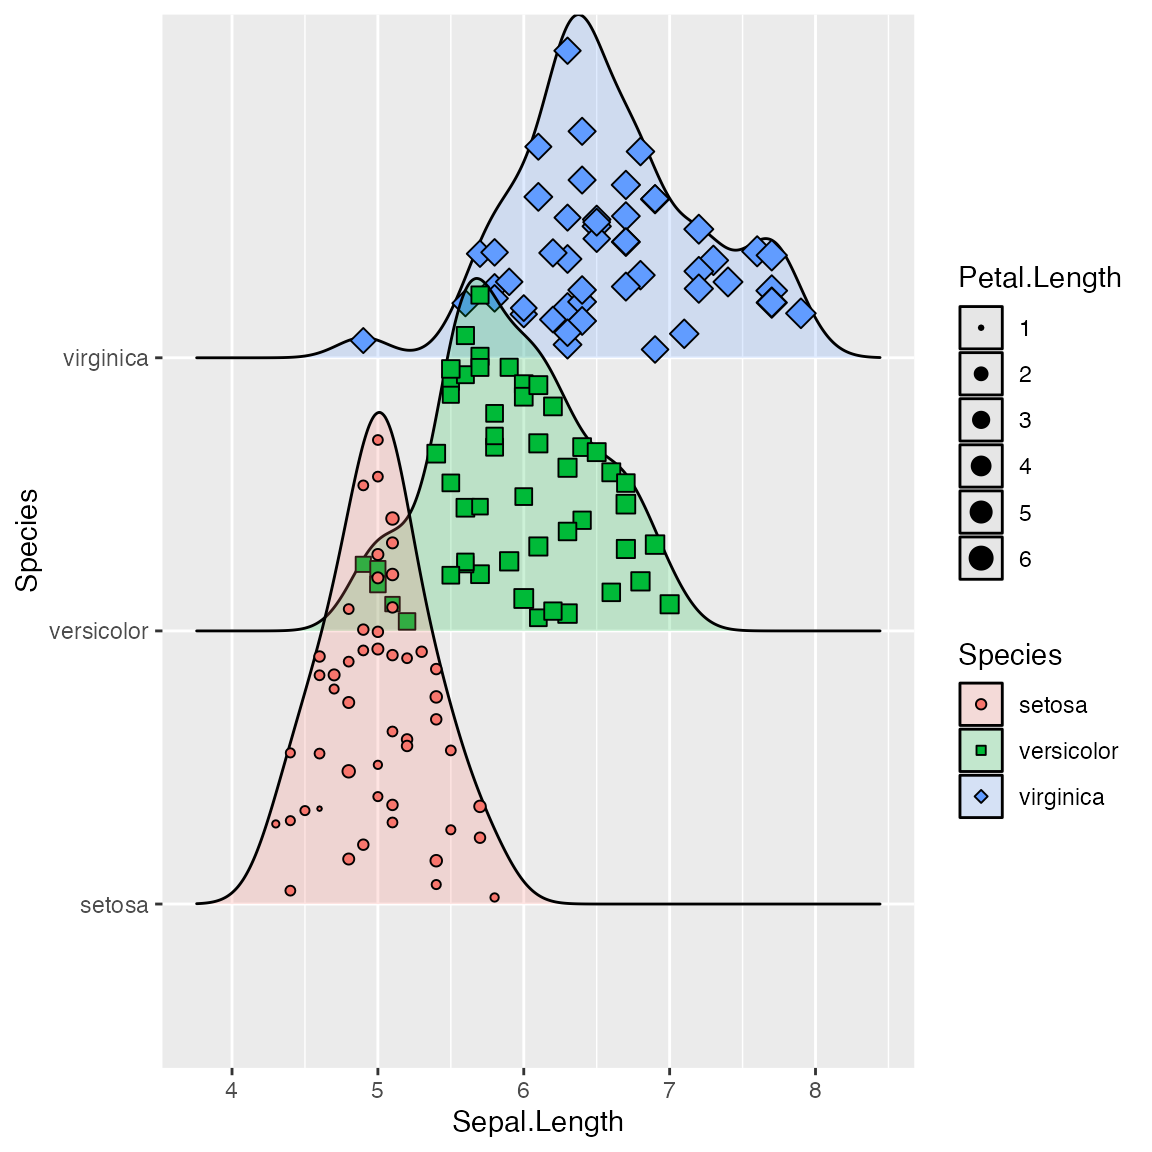 virginica
versicolor
setosa
Species
4 5 6 7 8
Sepal.Length
Petal.Length
1
2
3
4
5
6
Species
setosa
versicolor
virginica